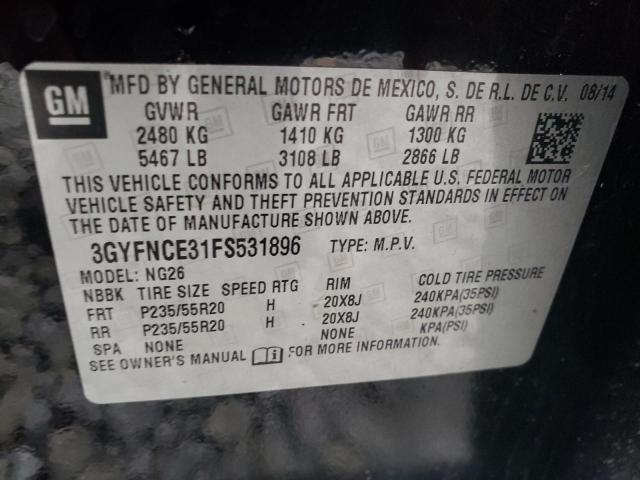 GM
MFD BY GENERAL MOTORS DE MEXICO, S. DE R.L. DE C.V. 08/14
GVWR GAWR FRT GAWR RR
2480 KG 1410 KG 1300 KG
5467 LB 3108 LB 2866 LB
THIS VEHICLE CONFORMS TO ALL APPLICABLE U.S. FEDERAL MOTOR
VEHICLE SAFETY AND THEFT PREVENTION STANDARDS IN EFFECT ON
THE DATE OF MANUFACTURE SHOWN ABOVE.
3GYFNCE31FS531896 TYPE: M.P.V.
MODEL: NG26
NBBK TIRE SIZE SPEED RTG RIM COLD TIRE PRESSURE
FRT P235/55R20 H 20X8J 240KPA(35PSI)
RR P235/55R20 H 20X8J 240KPA(35PSI)
SPA NONE NONE KPA(PSI)
SEE OWNER'S MANUAL FOR MORE INFORMATION.